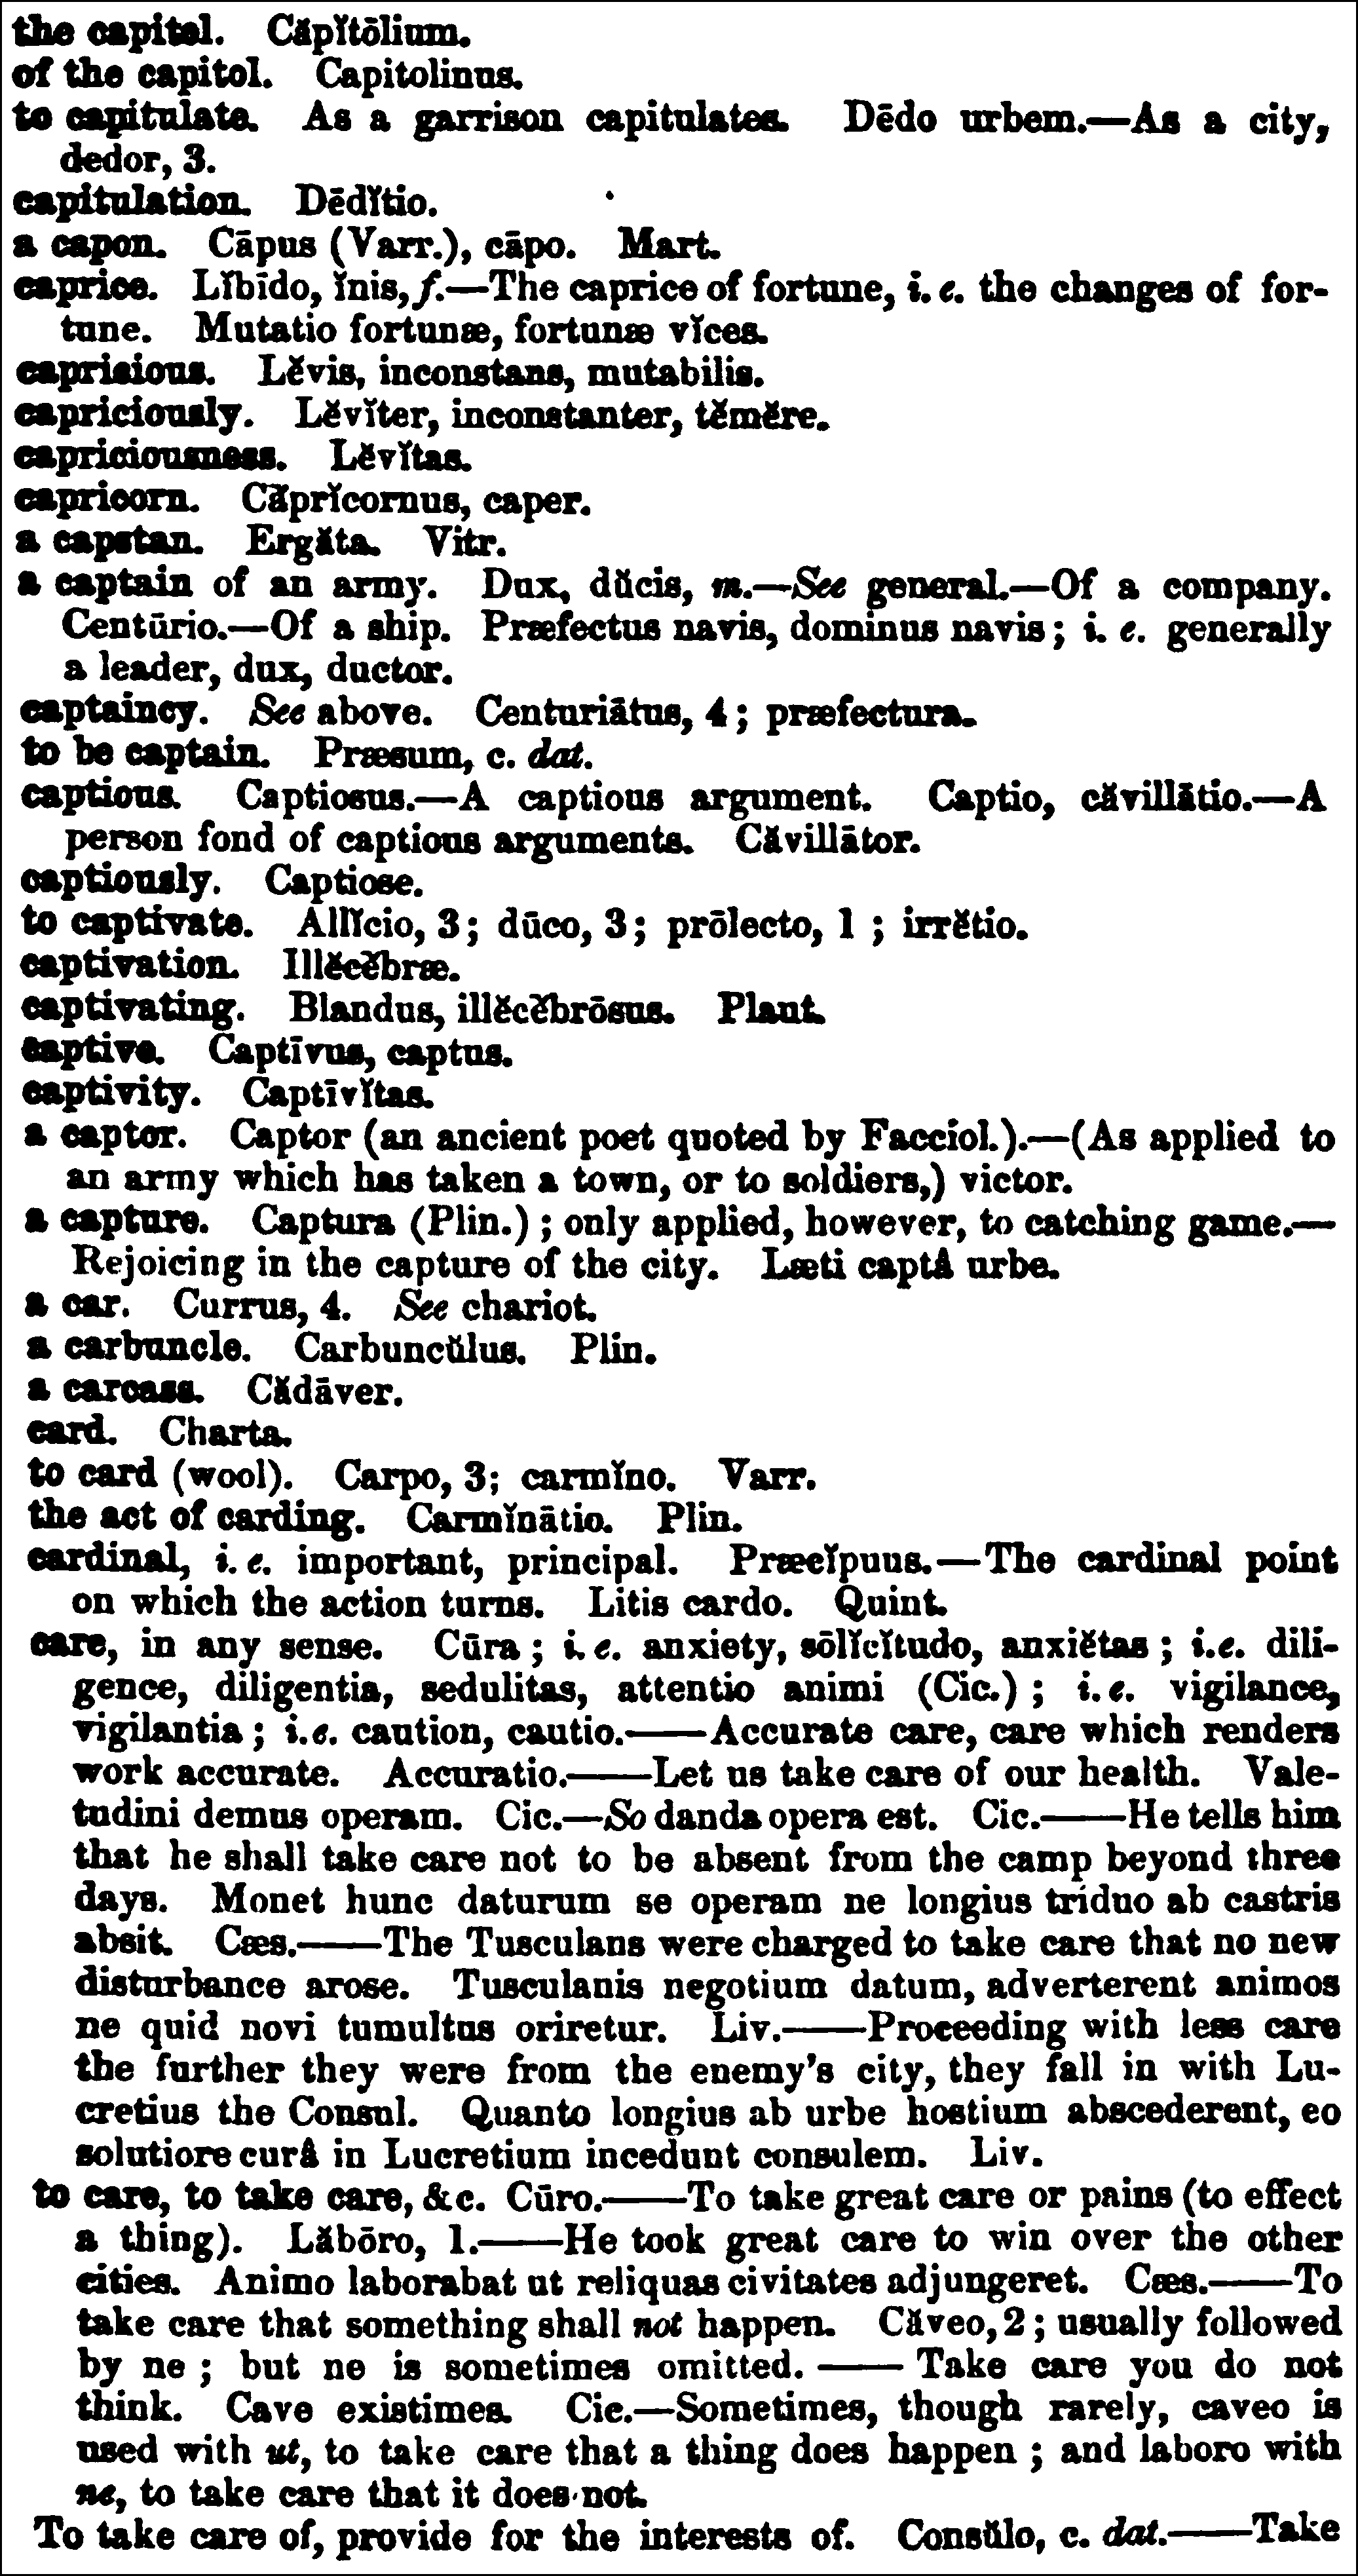 the capitol. Căpĭtōlium.
of the capitol. Capitolinus.
to capitulate. As a garrison capitulates. Dēdo urbem.—As a city,
dedor, 3.
capitulation. Dēdĭtio.
a capon. Cāpus (Varr.), cāpo. Mart.
caprice. Lĭbīdo, ĭnis, f.—The caprice of fortune, i. e. the changes of for-
tune. Mutatio fortunæ, fortunæ vĭces.
caprisious. Lĕvis, inconstans, mutabilis.
capriciously. Lĕvĭter, inconstanter, tĕmĕre.
capriciousness. Lĕvĭtas.
capricorn. Căprĭcornus, caper.
a capstan. Ergăta. Vitr.
a captain of an army. Dux, dŭcis, m.—See general.—Of a company.
Centūrio.—Of a ship. Præfectus navis, dominus navis; i. e. generally
a leader, dux, ductor.
captaincy. See above. Centuriātus, 4; præfectura.
to be captain. Præsum, c. dat.
captious. Captiosus.—A captious argument. Captio, căvillātio.—A
person fond of captious arguments. Căvillātor.
captiously. Captiose.
to captivate. Allĭcio, 3; dūco, 3; prōlecto, 1; irrētio.
captivation. Illĕcĕbræ.
captivating. Blandus, illĕcĕbrōsus. Plaut.
captive. Captīvus, captus.
captivity. Captīvĭtas.
a captor. Captor (an ancient poet quoted by Facciol.).—(As applied to
an army which has taken a town, or to soldiers,) victor.
a capture. Captura (Plin.); only applied, however, to catching game.—
Rejoicing in the capture of the city. Læti captâ urbe.
a car. Currus, 4. See chariot.
a carbuncle. Carbuncŭlus. Plin.
a carcass. Cădāver.
card. Charta.
to card (wool). Carpo, 3; carmĭno. Varr.
the act of carding. Carmĭnātio. Plin.
cardinal, i. e. important, principal. Præcĭpuus.—The cardinal point
on which the action turns. Litis cardo. Quint.
care, in any sense. Cūra; i. e. anxiety, sōlĭcĭtudo, anxiĕtas; i.e. dili-
gence, diligentia, sedulitas, attentio animi (Cic.); i. e. vigilance,
vigilantia; i.e. caution, cautio.——Accurate care, care which renders
work accurate. Accuratio.——Let us take care of our health. Vale-
tudini demus operam. Cic.—So danda opera est. Cic.——He tells him
that he shall take care not to be absent from the camp beyond three
days. Monet hunc daturum se operam ne longius triduo ab castris
absit. Cæs.——The Tusculans were charged to take care that no new
disturbance arose. Tusculanis negotium datum, adverterent animos
ne quid novi tumultus oriretur. Liv.——Proceeding with less care
the further they were from the enemy's city, they fall in with Lu-
cretius the Consul. Quanto longius ab urbe hostium abscederent, eo
solutiore curâ in Lucretium incedunt consulem. Liv.
to care, to take care, &c. Cūro.——To take great care or pains (to effect
a thing). Lăbōro, 1.——He took great care to win over the other
cities. Animo laborabat ut reliquas civitates adjungeret. Cæs.——To
take care that something shall not happen. Căveo, 2; usually followed
by ne; but ne is sometimes omitted.——Take care you do not
think. Cave existimes. Cic.—Sometimes, though rarely, caveo is
used with ut, to take care that a thing does happen; and laboro with
ne, to take care that it does not.
To take care of, provide for the interests of. Consŭlo, c. dat.——Take